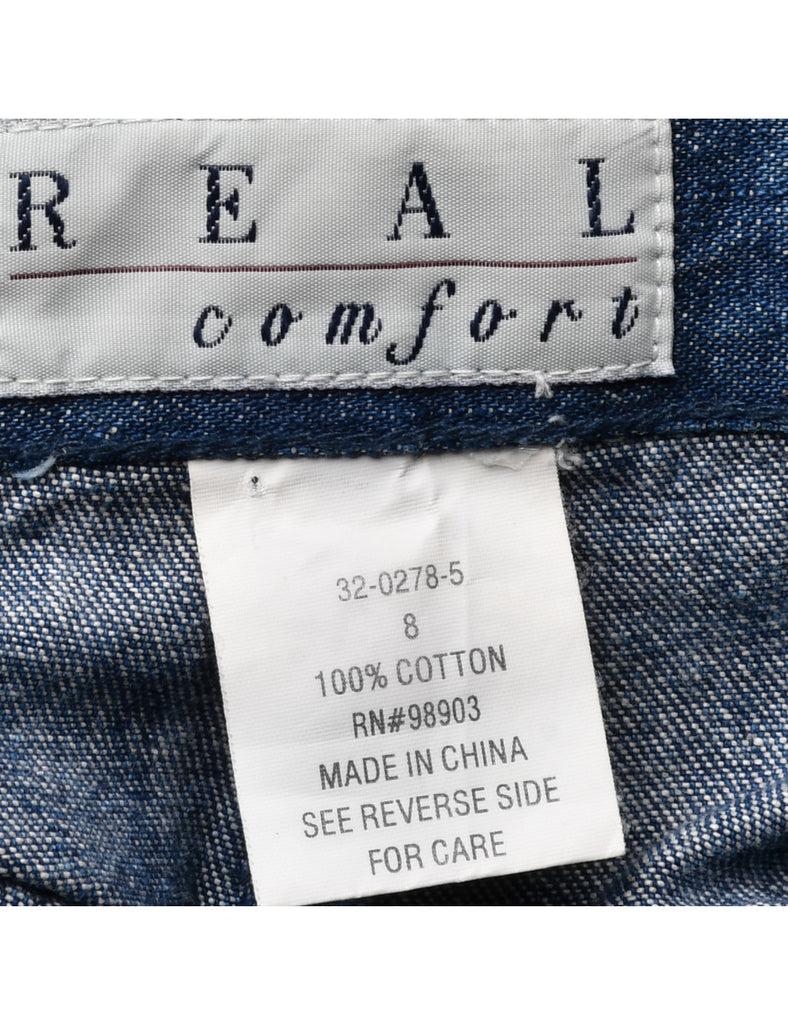 REAL
comfort
32-0278-5
8
100% COTTON
RN#98903
MADE IN CHINA
SEE REVERSE SIDE
FOR CARE